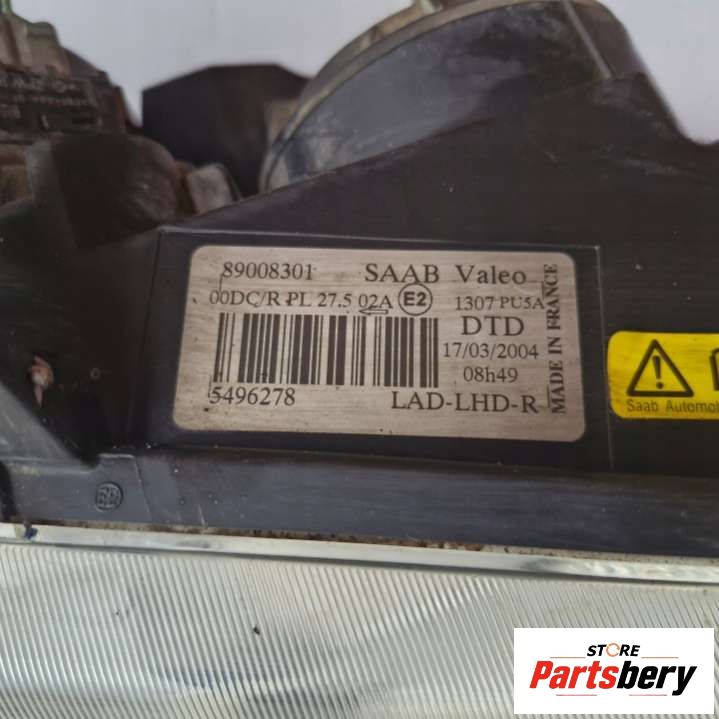 89008301 SAAB Valeo
00DC/R PL 27.5 02A E2 1307 PU5A
DTD
17/03/2004
08h49
5496278 LAD-LHD-R
MADE IN FRANCE
Saab Automob
STORE
Partsbery